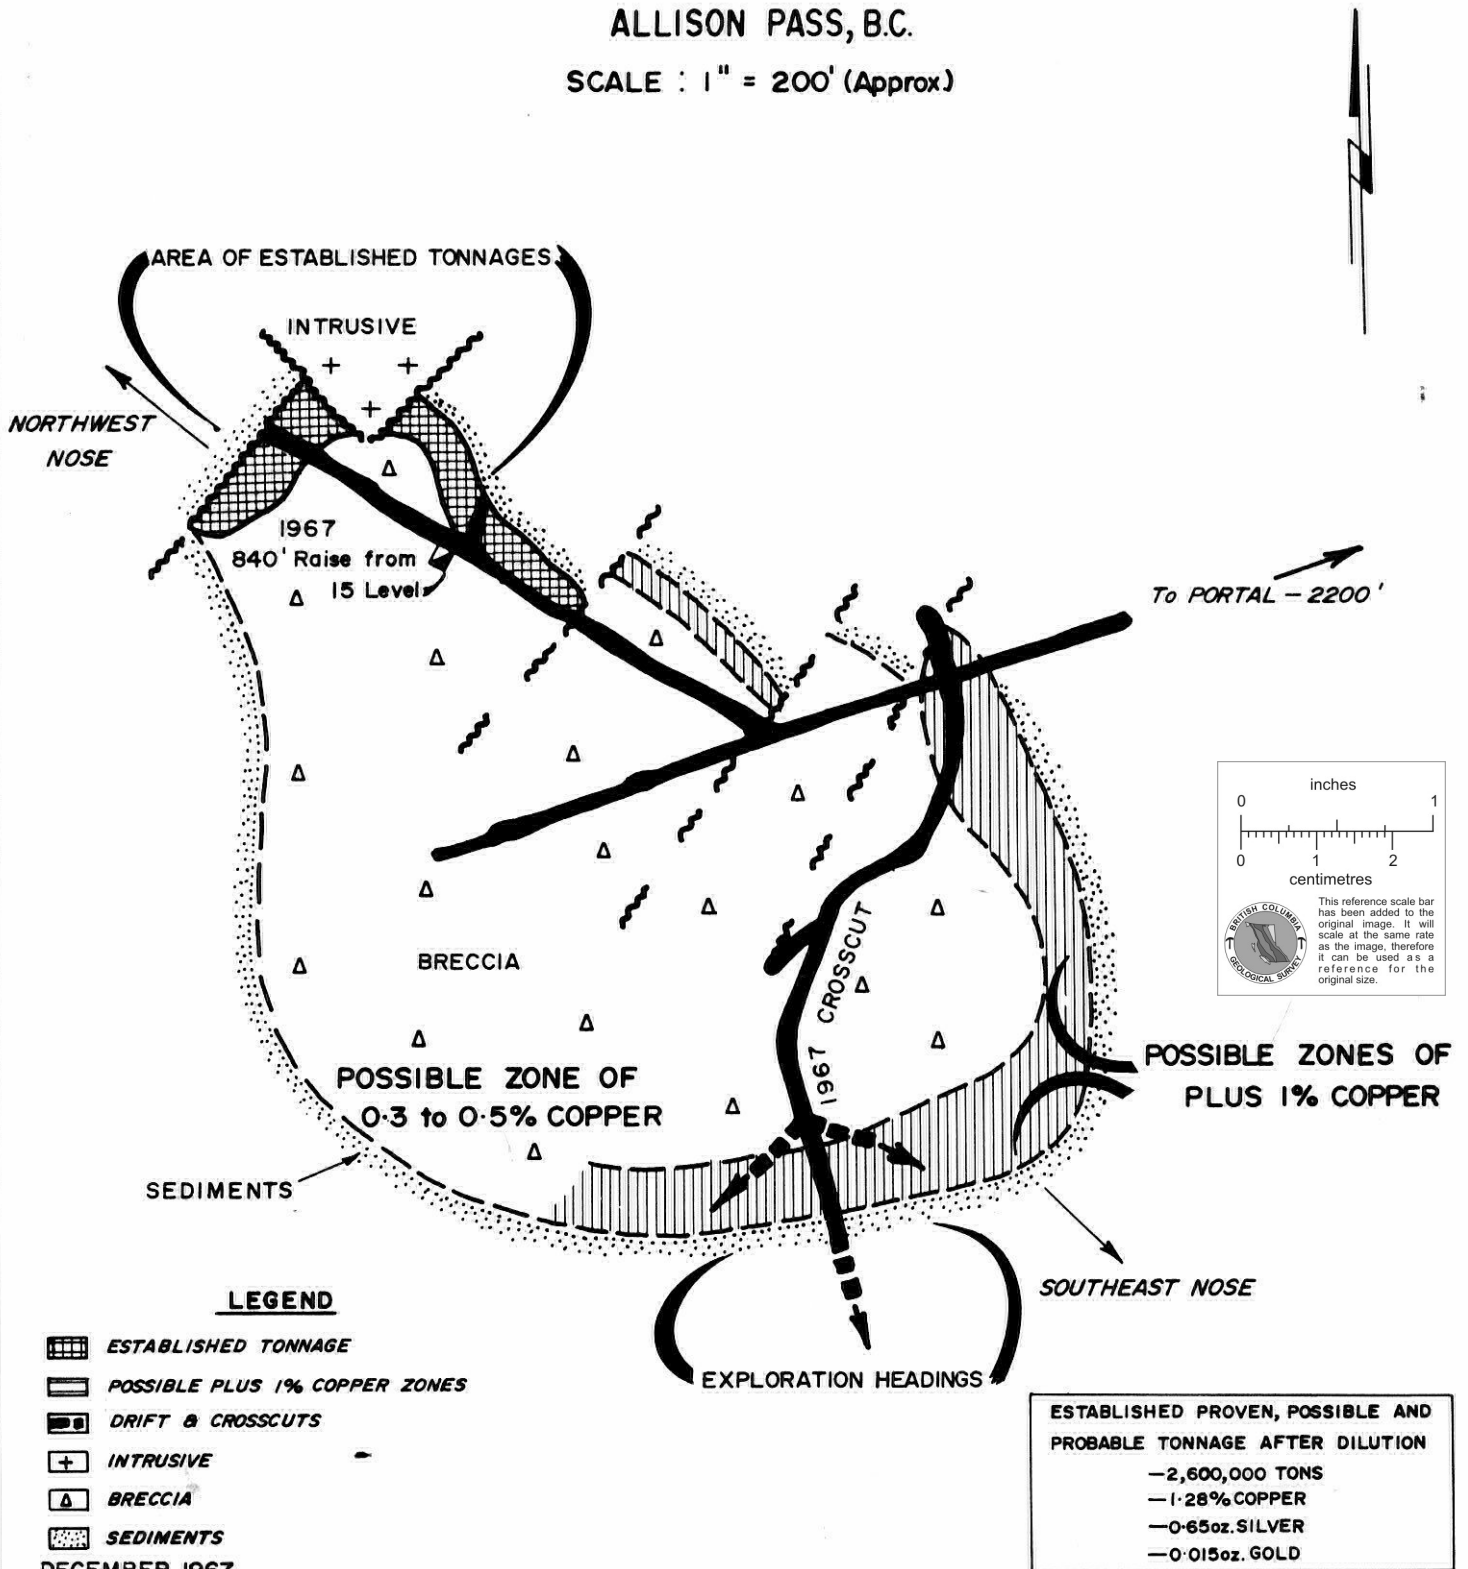 ALLISON PASS, B.C.
SCALE : 1" = 200' (Approx.)
AREA OF ESTABLISHED TONNAGES
INTRUSIVE
NORTHWEST
NOSE
1967
840' Raise from
15 Level
To PORTAL – 2200'
inches
0 1
0 1 2
centimetres
BRITISH COLUMBIA
GEOLOGICAL SURVEY
This reference scale bar
has been added to the
original image. It will
scale at the same rate
as the image, therefore
it can be used as a
reference for the
original size.
BRECCIA
1967 CROSSCUT
POSSIBLE ZONES OF
PLUS 1% COPPER
POSSIBLE ZONE OF
0·3 to 0·5% COPPER
SEDIMENTS
SOUTHEAST NOSE
EXPLORATION HEADINGS
LEGEND
ESTABLISHED TONNAGE
POSSIBLE PLUS 1% COPPER ZONES
DRIFT & CROSSCUTS
INTRUSIVE
BRECCIA
SEDIMENTS
DECEMBER 1967
ESTABLISHED PROVEN, POSSIBLE AND
PROBABLE TONNAGE AFTER DILUTION
—2,600,000 TONS
—1·28% COPPER
—0·65oz. SILVER
—0·015oz. GOLD